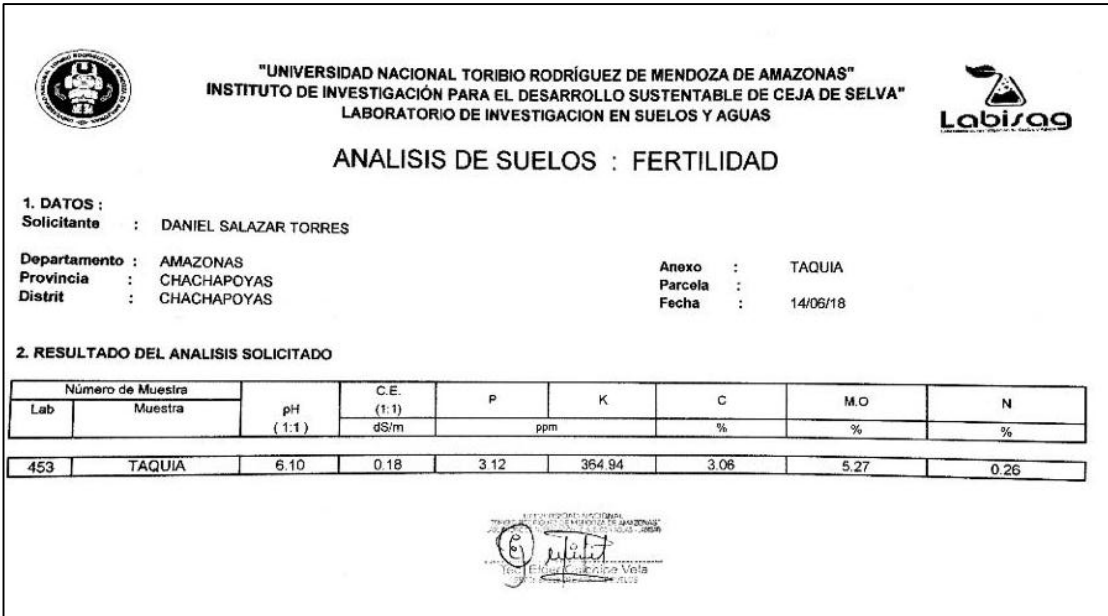 "UNIVERSIDAD NACIONAL TORIBIO RODRÍGUEZ DE MENDOZA DE AMAZONAS"
INSTITUTO DE INVESTIGACIÓN PARA EL DESARROLLO SUSTENTABLE DE CEJA DE SELVA"
LABORATORIO DE INVESTIGACION EN SUELOS Y AGUAS
Labisag
ANALISIS DE SUELOS : FERTILIDAD
1. DATOS :
Solicitante : DANIEL SALAZAR TORRES
Departamento : AMAZONAS
Provincia : CHACHAPOYAS
Distrit : CHACHAPOYAS
Anexo : TAQUIA
Parcela :
Fecha : 14/06/18
2. RESULTADO DEL ANALISIS SOLICITADO
Número de Muestra C.E. P K C M.O N
Lab Muestra pH (1:1)
(1:1) dS/m ppm % % %
453 TAQUIA 6.10 0.18 3.12 364.94 3.06 5.27 0.26
UNIVERSIDAD NACIONAL